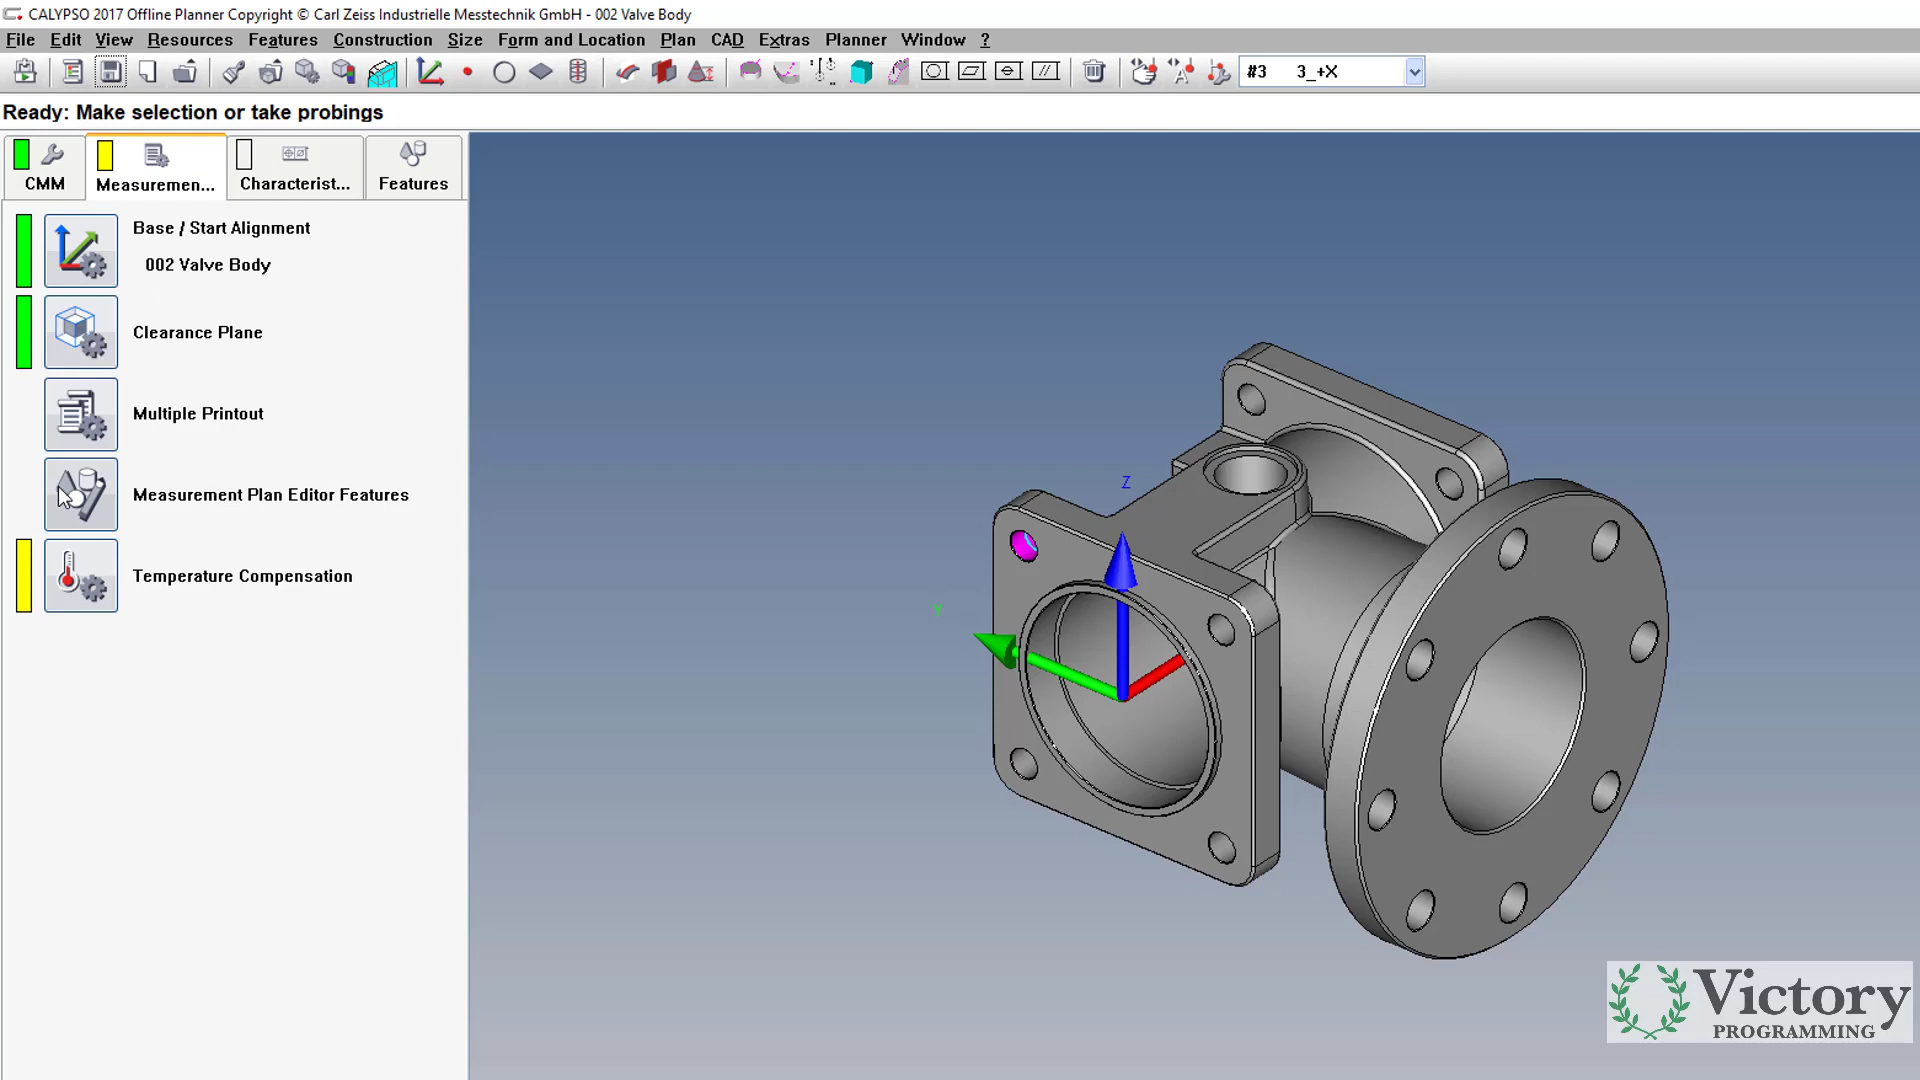 CALYPSO 2017 Offline Planner Copyright © Carl Zeiss Industrielle Messtechnik GmbH - 002 Valve Body
File Edit View Resources Features Construction Size Form and Location Plan CAD Extras Planner Window ?
#3 3_+X
Ready: Make selection or take probings
CMM Measuremen... Characterist... Features
Base / Start Alignment
002 Valve Body
Clearance Plane
Multiple Printout
Measurement Plan Editor Features
Temperature Compensation
Z
Y
Victory
PROGRAMMING